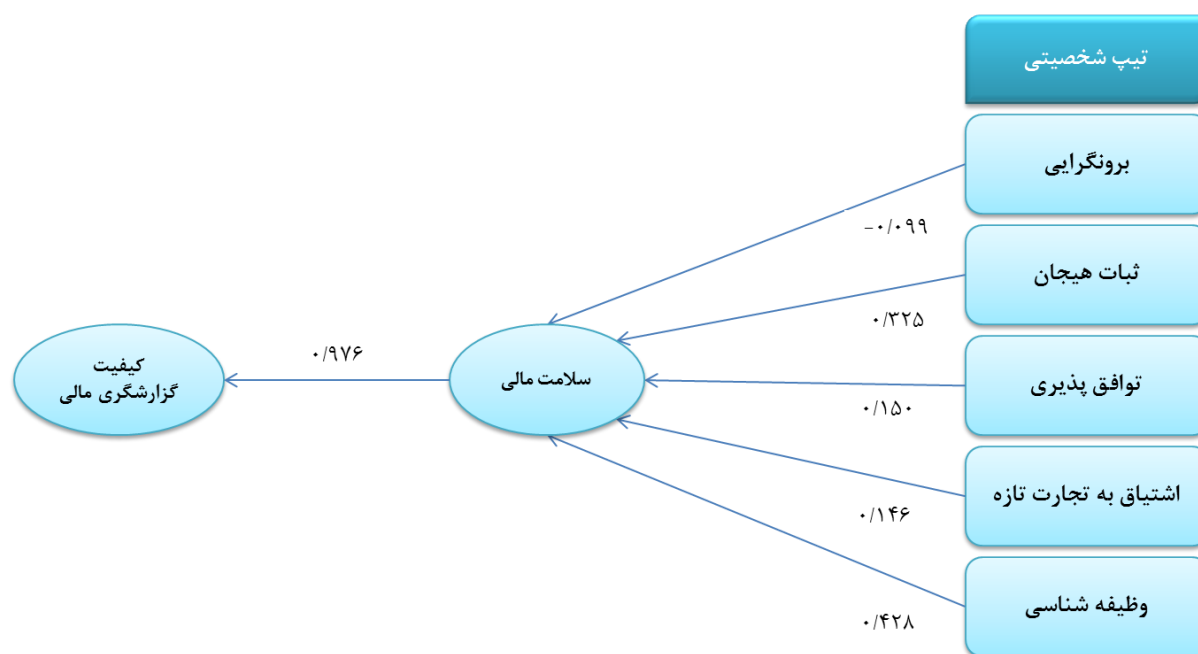 تیپ شخصیتی
برونگرایی
-۰/۰۹۹
ثبات هیجان
۰/۳۲۵
توافق پذیری
۰/۱۵۰
اشتیاق به تجارت تازه
۰/۱۴۶
وظیفه شناسی
۰/۴۲۸
سلامت مالی
۰/۹۷۶
کیفیت
گزارشگری مالی